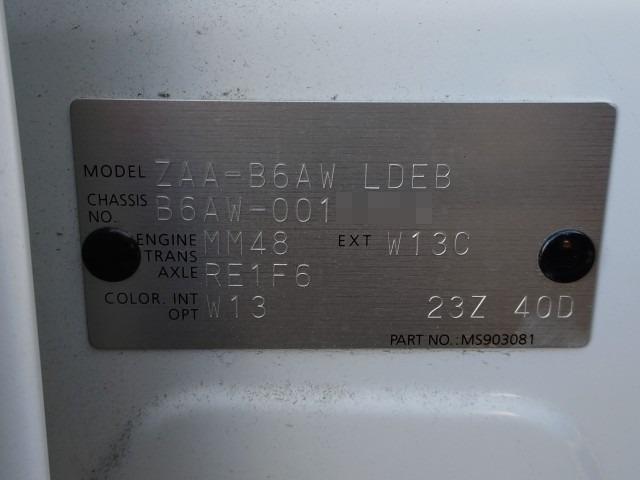 MODEL ZAA-B6AW LDEB
CHASSIS NO. B6AW-001
ENGINE MM48 EXT W13C
TRANS AXLE RE1F6
COLOR. INT W13
OPT 23Z 40D
PART NO.:MS903081